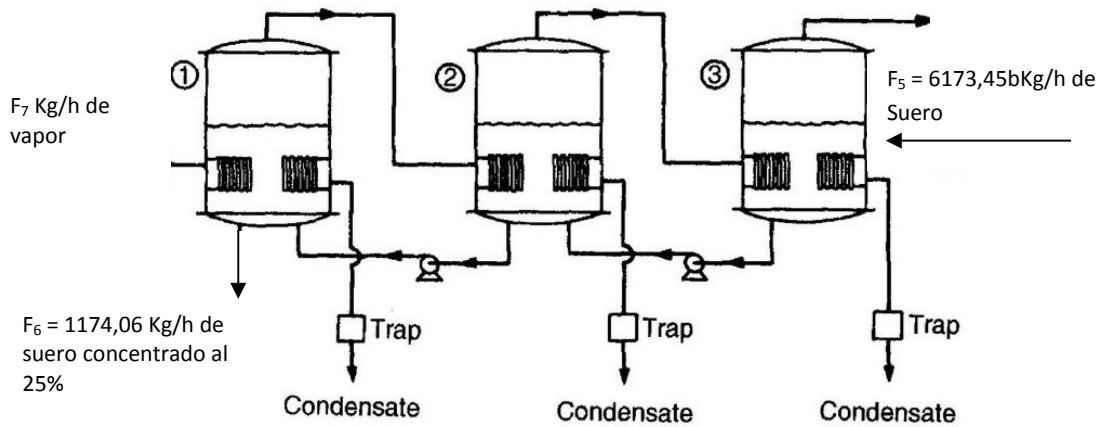 ①
②
③
F₇ Kg/h de
vapor
F₅ = 6173,45bKg/h de
Suero
F₆ = 1174,06 Kg/h de
suero concentrado al
25%
Trap
Condensate
Trap
Condensate
Trap
Condensate